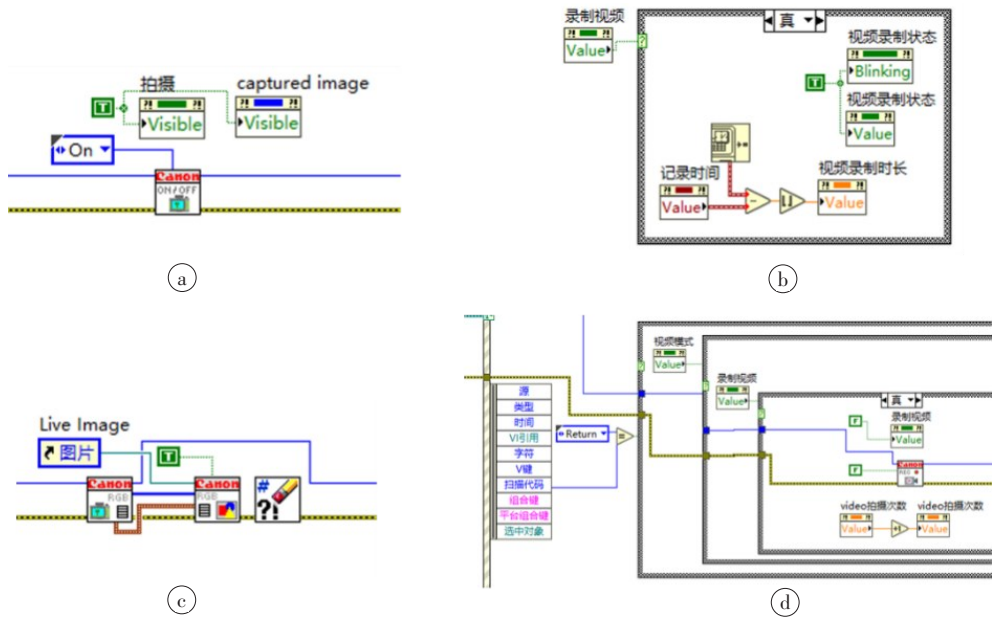 拍摄
captured image
T
Visible
Visible
On
Canon
ON/OFF
a
录制视频
Value
?
真
视频录制状态
Blinking
T
视频录制状态
Value
记录时间
Value
视频录制时长
Value
b
Live Image
图片
T
Canon
RGB
Canon
RGB
#
?!
c
源
类型
时间
VI引用
字符
V键
扫描代码
组合键
平台组合键
选中对象
Return
=
视频模式
Value
录制视频
Value
真
录制视频
F
Value
Canon
REC
F
video拍摄次数
video拍摄次数
Value
+1
Value
d